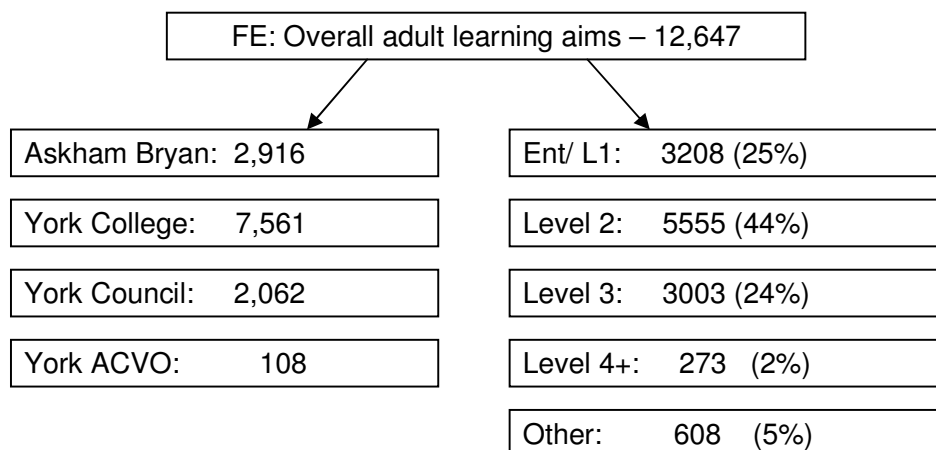 FE: Overall adult learning aims – 12,647
Askham Bryan: 2,916
York College: 7,561
York Council: 2,062
York ACVO: 108
Ent/ L1: 3208 (25%)
Level 2: 5555 (44%)
Level 3: 3003 (24%)
Level 4+: 273 (2%)
Other: 608 (5%)